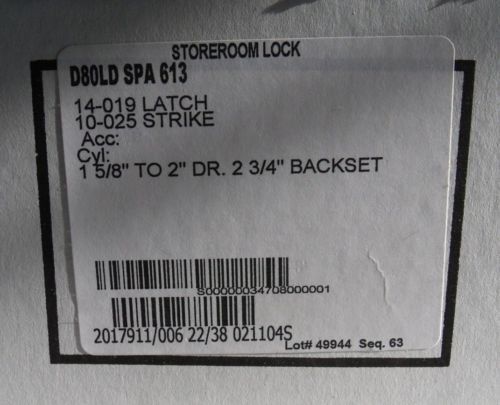 STOREROOM LOCK
D80LD SPA 613
14-019 LATCH
10-025 STRIKE
Acc:
Cyl:
1 5/8" TO 2" DR. 2 3/4" BACKSET
S00000034708000001
2017911/006 22/38 021104S
Lot# 49944 Seq. 63